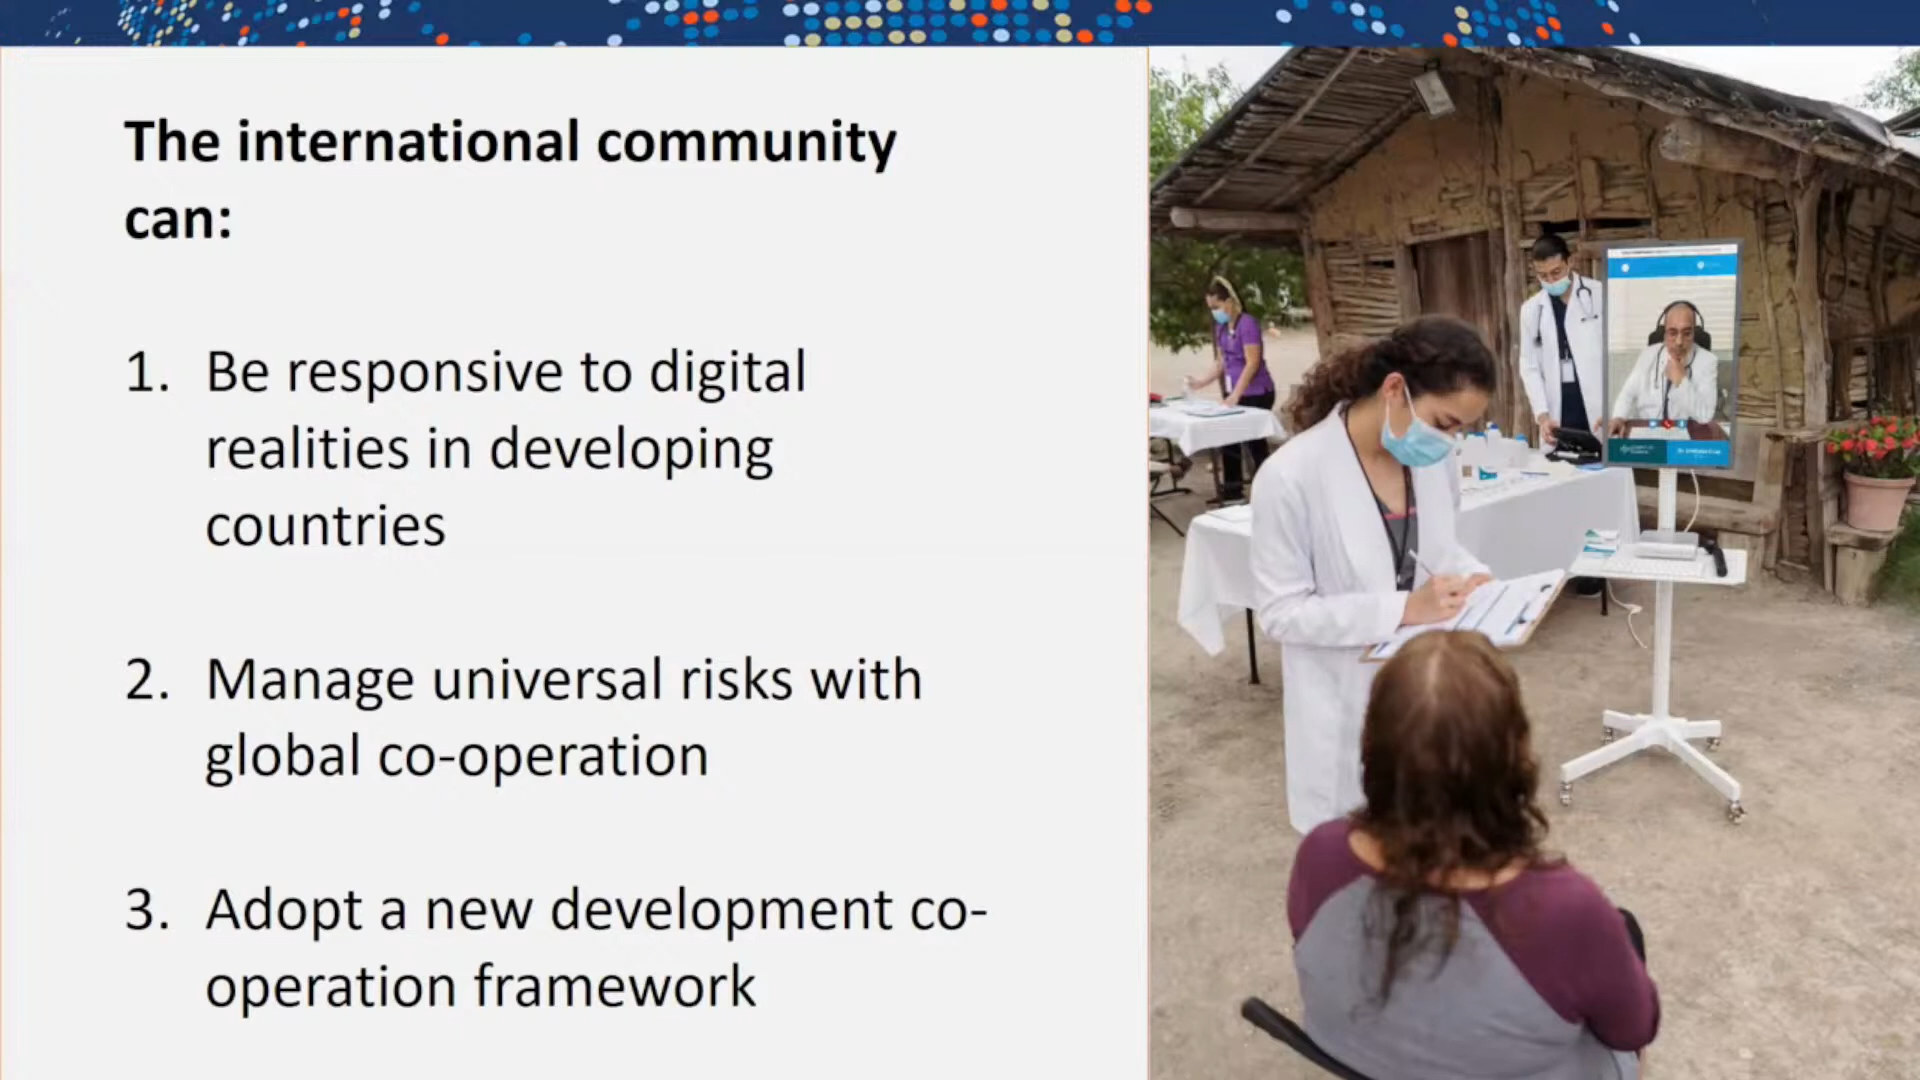 The international community
can:
1. Be responsive to digital
realities in developing
countries
2. Manage universal risks with
global co-operation
3. Adopt a new development co-
operation framework